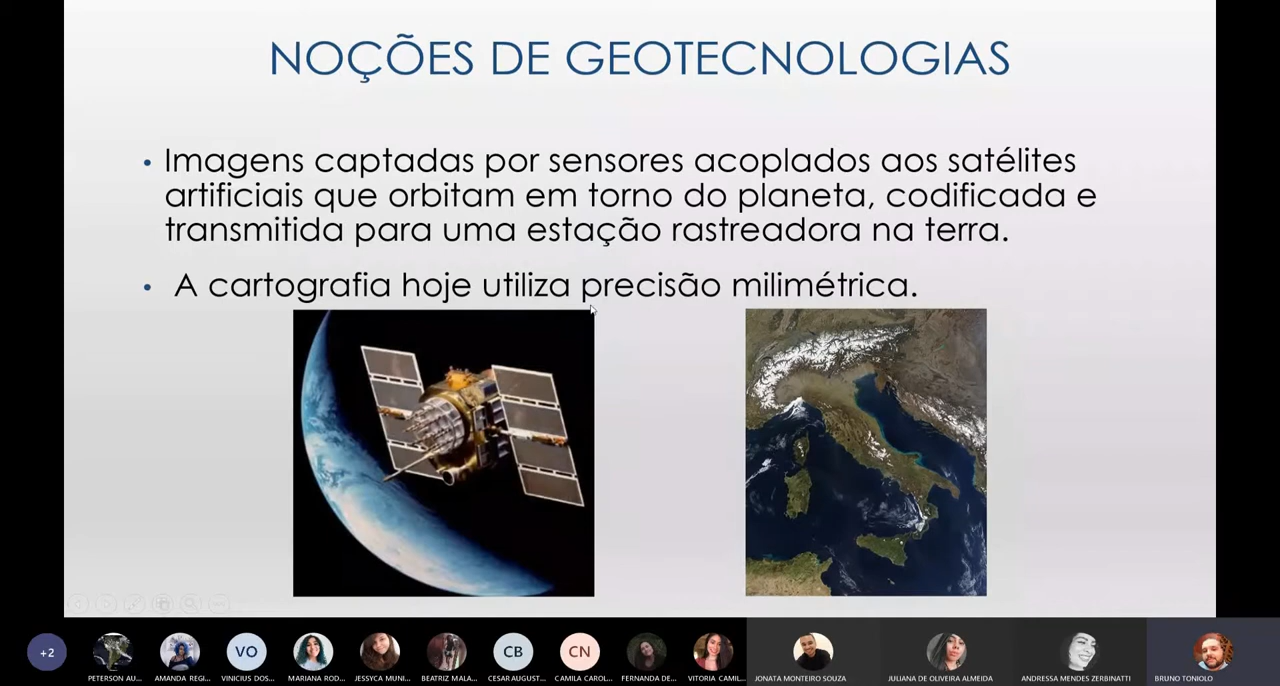 NOÇÕES DE GEOTECNOLOGIAS
• Imagens captadas por sensores acoplados aos satélites
artificiais que orbitam em torno do planeta, codificada e
transmitida para uma estação rastreadora na terra.
• A cartografia hoje utiliza precisão milimétrica.
+2
VO
CB
CN
PETERSON AU...
AMANDA REGI...
VINICIUS DOS...
MARIANA ROD...
JESSYCA MUNI...
BEATRIZ MALA...
CESAR AUGUST...
CAMILA CAROL...
FERNANDA DE...
VITORIA CAMIL...
JONATA MONTEIRO SOUZA
JULIANA DE OLIVEIRA ALMEIDA
ANDRESSA MENDES ZERBINATTI
BRUNO TONIOLO